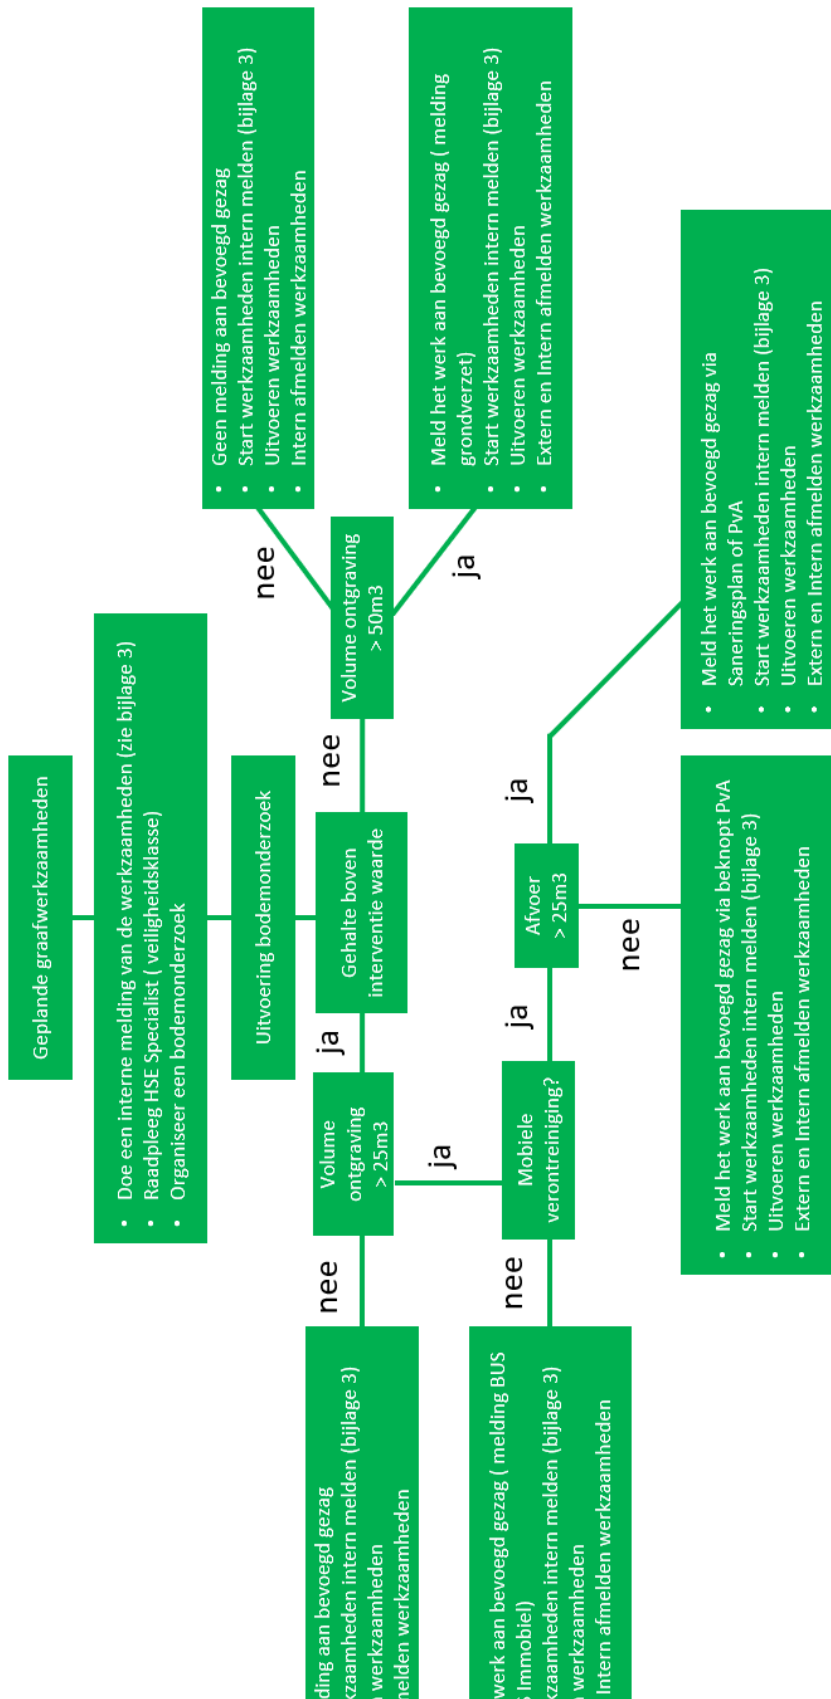 Geplande graafwerkzaamheden
• Doe een interne melding van de werkzaamheden (zie bijlage 3)
• Raadpleeg HSE Specialist ( veiligheidsklasse)
• Organiseer een bodemonderzoek
Uitvoering bodemonderzoek
Gehalte boven
interventie waarde
ja
nee
Volume
ontgraving
> 25m3
nee
ja
Volume ontgraving
> 50m3
nee
ja
• Geen melding aan bevoegd gezag
• Start werkzaamheden intern melden (bijlage 3)
• Uitvoeren werkzaamheden
• Intern afmelden werkzaamheden
• Meld het werk aan bevoegd gezag ( melding
grondverzet)
• Start werkzaamheden intern melden (bijlage 3)
• Uitvoeren werkzaamheden
• Extern en Intern afmelden werkzaamheden
aan bevoegd gezag
intern melden (bijlage 3)
werkzaamheden
werkzaamheden
Mobiele
verontreiniging?
nee
ja
werk aan bevoegd gezag ( melding BUS
Immobiel)
intern melden (bijlage 3)
werkzaamheden
Intern afmelden werkzaamheden
Afvoer
> 25m3
ja
nee
• Meld het werk aan bevoegd gezag via
Saneringsplan of PvA
• Start werkzaamheden intern melden (bijlage 3)
• Uitvoeren werkzaamheden
• Extern en Intern afmelden werkzaamheden
• Meld het werk aan bevoegd gezag via beknopt PvA
• Start werkzaamheden intern melden (bijlage 3)
• Uitvoeren werkzaamheden
• Extern en Intern afmelden werkzaamheden